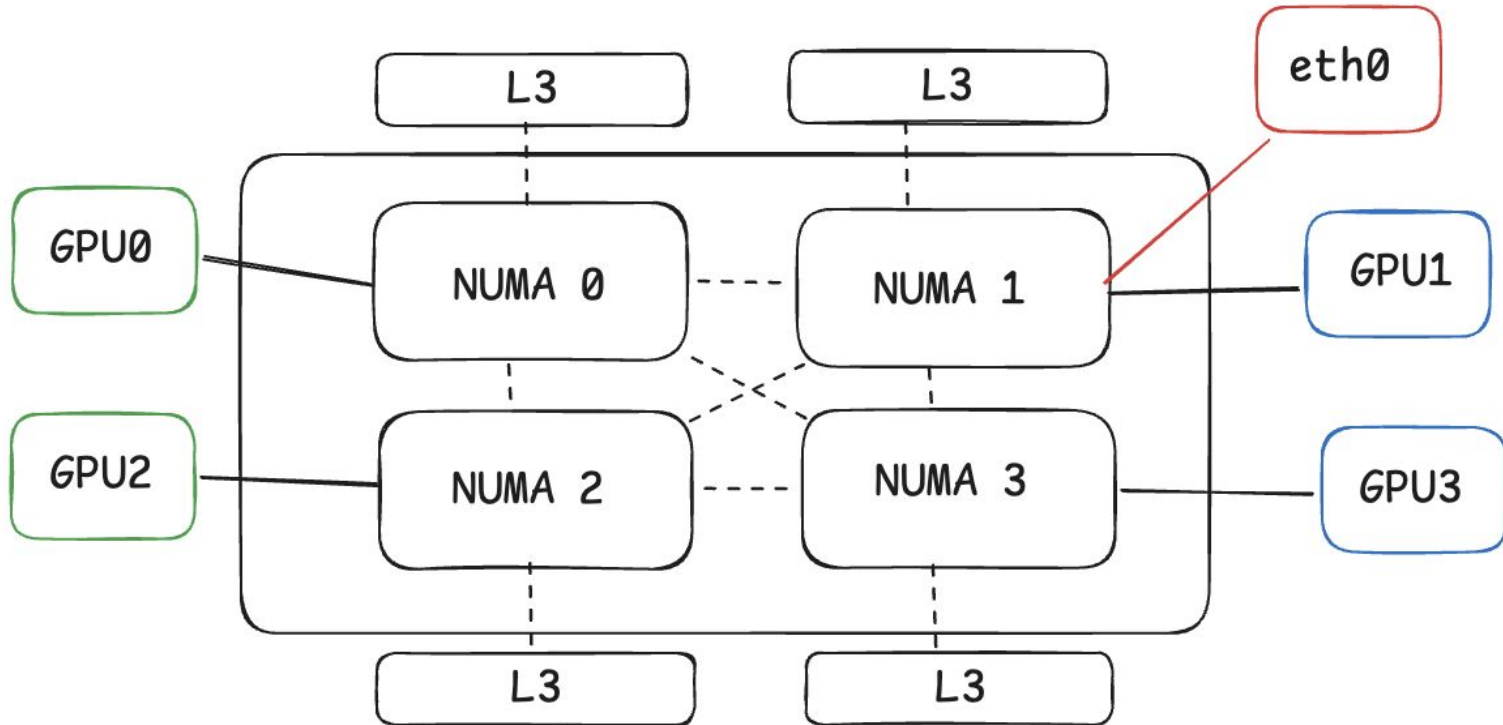 L3
L3
eth0
GPU0
NUMA 0
NUMA 1
GPU1
GPU2
NUMA 2
NUMA 3
GPU3
L3
L3